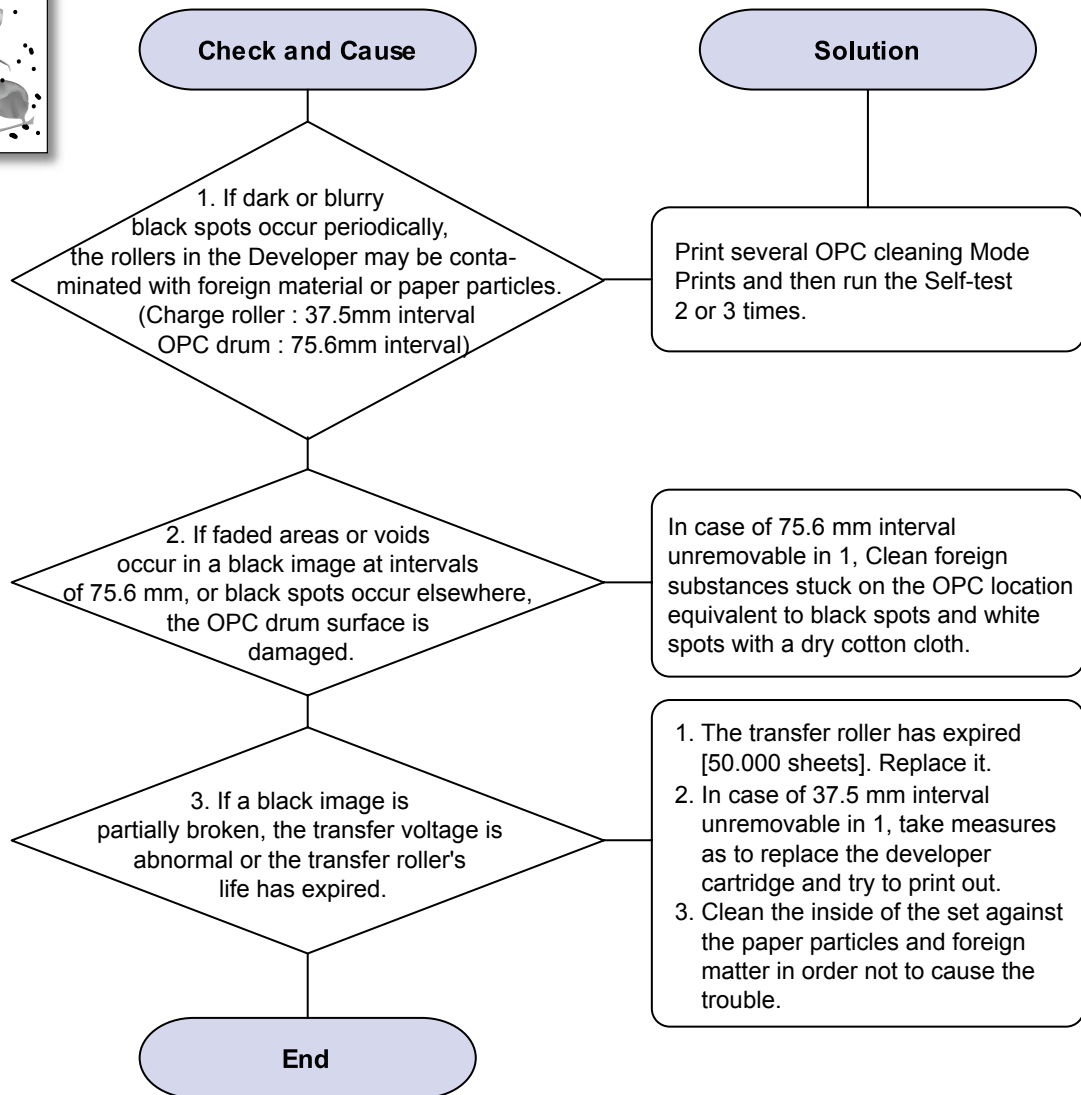 Check and Cause
Solution
1. If dark or blurry
black spots occur periodically,
the rollers in the Developer may be conta-
minated with foreign material or paper particles.
(Charge roller : 37.5mm interval
OPC drum : 75.6mm interval)
Print several OPC cleaning Mode
Prints and then run the Self-test
2 or 3 times.
2. If faded areas or voids
occur in a black image at intervals
of 75.6 mm, or black spots occur elsewhere,
the OPC drum surface is
damaged.
In case of 75.6 mm interval
unremovable in 1, Clean foreign
substances stuck on the OPC location
equivalent to black spots and white
spots with a dry cotton cloth.
3. If a black image is
partially broken, the transfer voltage is
abnormal or the transfer roller's
life has expired.
1. The transfer roller has expired
[50.000 sheets]. Replace it.
2. In case of 37.5 mm interval
unremovable in 1, take measures
as to replace the developer
cartridge and try to print out.
3. Clean the inside of the set against
the paper particles and foreign
matter in order not to cause the
trouble.
End